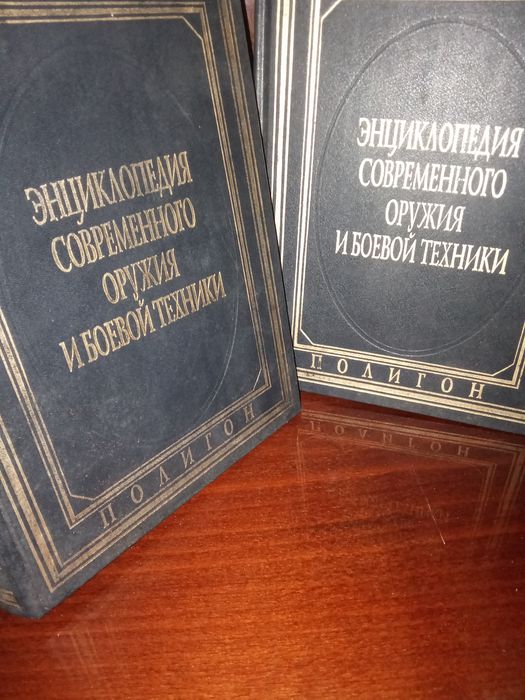 ЭНЦИКЛОПЕДИЯ
СОВРЕМЕННОГО
ОРУЖИЯ
И БОЕВОЙ ТЕХНИКИ
ПОЛИГОН
ЭНЦИКЛОПЕДИЯ
СОВРЕМЕННОГО
ОРУЖИЯ
И БОЕВОЙ ТЕХНИКИ
ПОЛИГОН